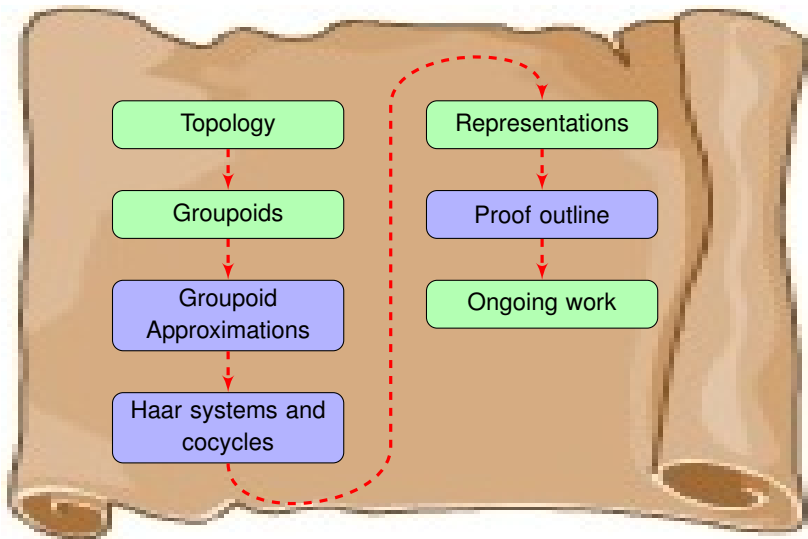 Topology
Groupoids
Groupoid
Approximations
Haar systems and
cocycles
Representations
Proof outline
Ongoing work